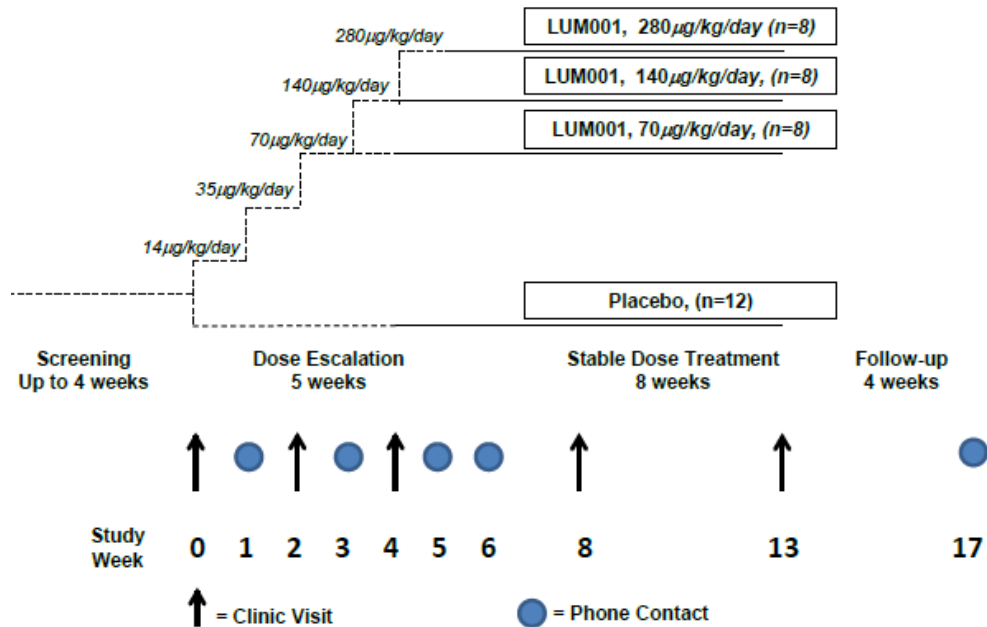 280µg/kg/day
LUM001, 280µg/kg/day (n=8)
140µg/kg/day
LUM001, 140µg/kg/day, (n=8)
70µg/kg/day
LUM001, 70µg/kg/day, (n=8)
35µg/kg/day
14µg/kg/day
Placebo, (n=12)
Screening
Up to 4 weeks
Dose Escalation
5 weeks
Stable Dose Treatment
8 weeks
Follow-up
4 weeks
Study
Week
0 1 2 3 4 5 6 8 13 17
= Clinic Visit
= Phone Contact